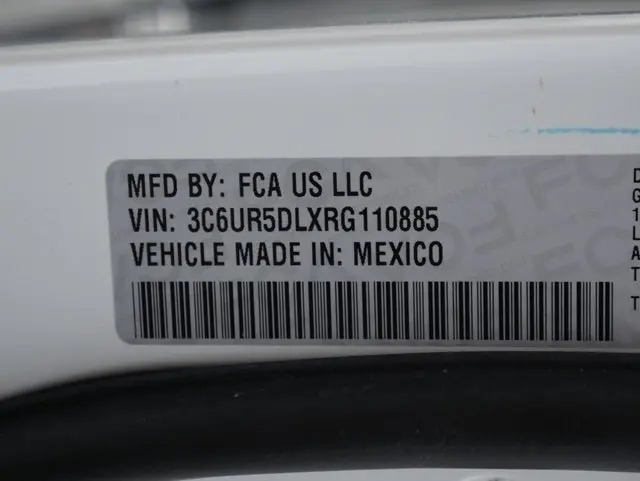 MFD BY: FCA US LLC
VIN: 3C6UR5DLXRG110885
VEHICLE MADE IN: MEXICO